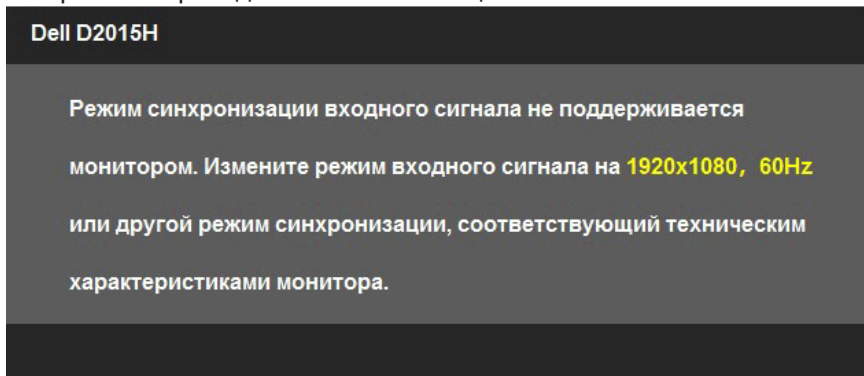 Dell D2015H
Режим синхронизации входного сигнала не поддерживается
монитором. Измените режим входного сигнала на 1920x1080, 60Hz
или другой режим синхронизации, соответствующий техническим
характеристиками монитора.